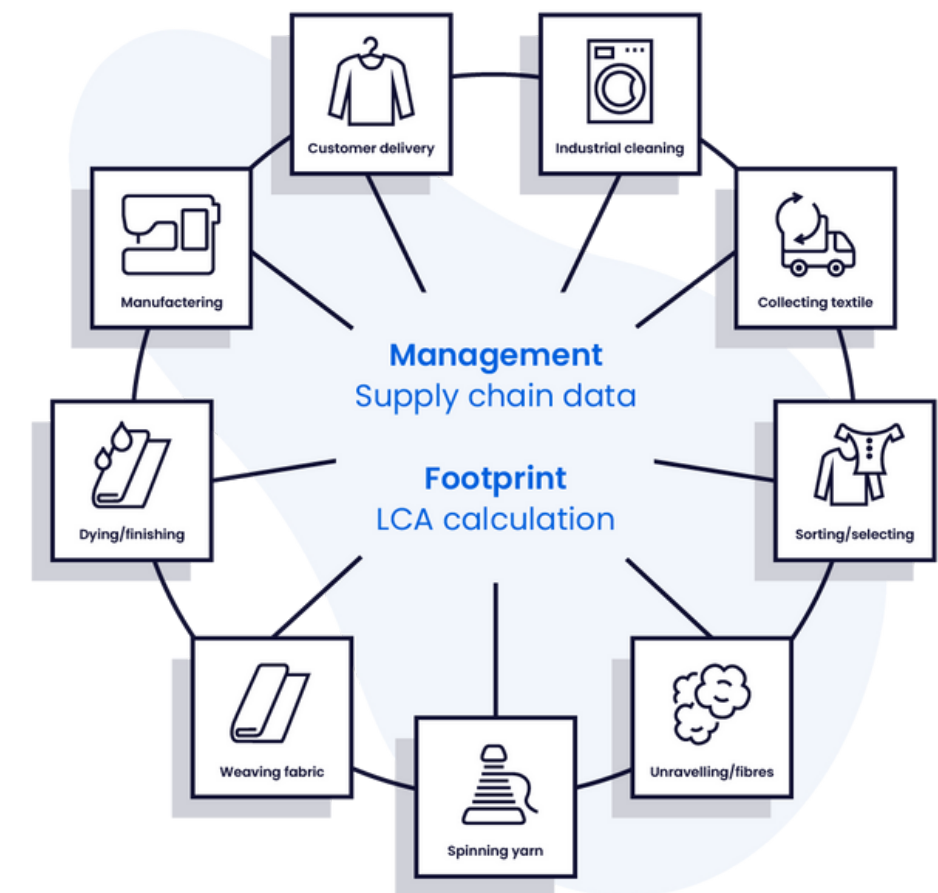 Customer delivery
Industrial cleaning
Manufactering
Collecting textile
Management
Supply chain data
Footprint
LCA calculation
Dying/finishing
Sorting/selecting
Weaving fabric
Unravelling/fibres
Spinning yarn